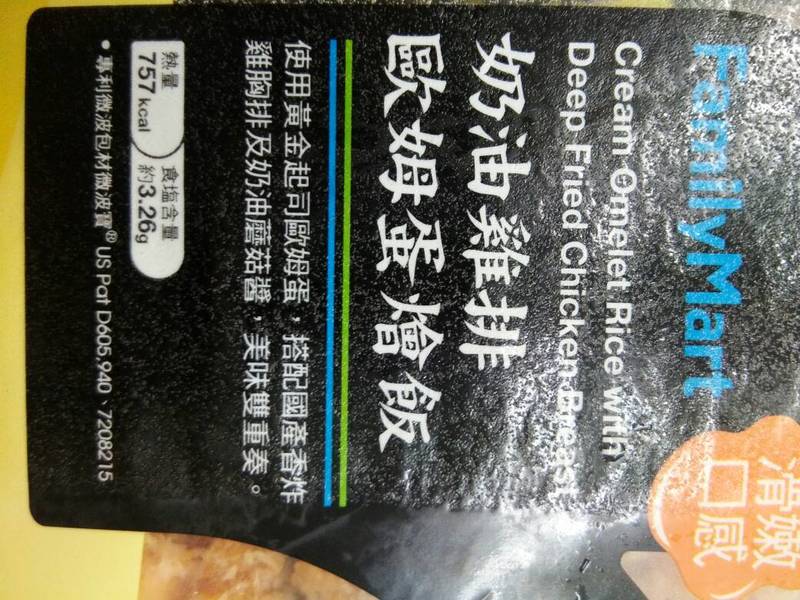 FamilyMart
Cream Omelet Rice with
Deep Fried Chicken Breast
奶油雞排
歐姆蛋燴飯
使用黃金起司歐姆蛋，搭配國產香炸
雞胸排及奶油蘑菇醬，美味雙重奏。
熱量
757 kcal
食塩含量
約3.26g
• 專利微波包材微波寶® US Pat D605,940、7208215
滑嫩
口感